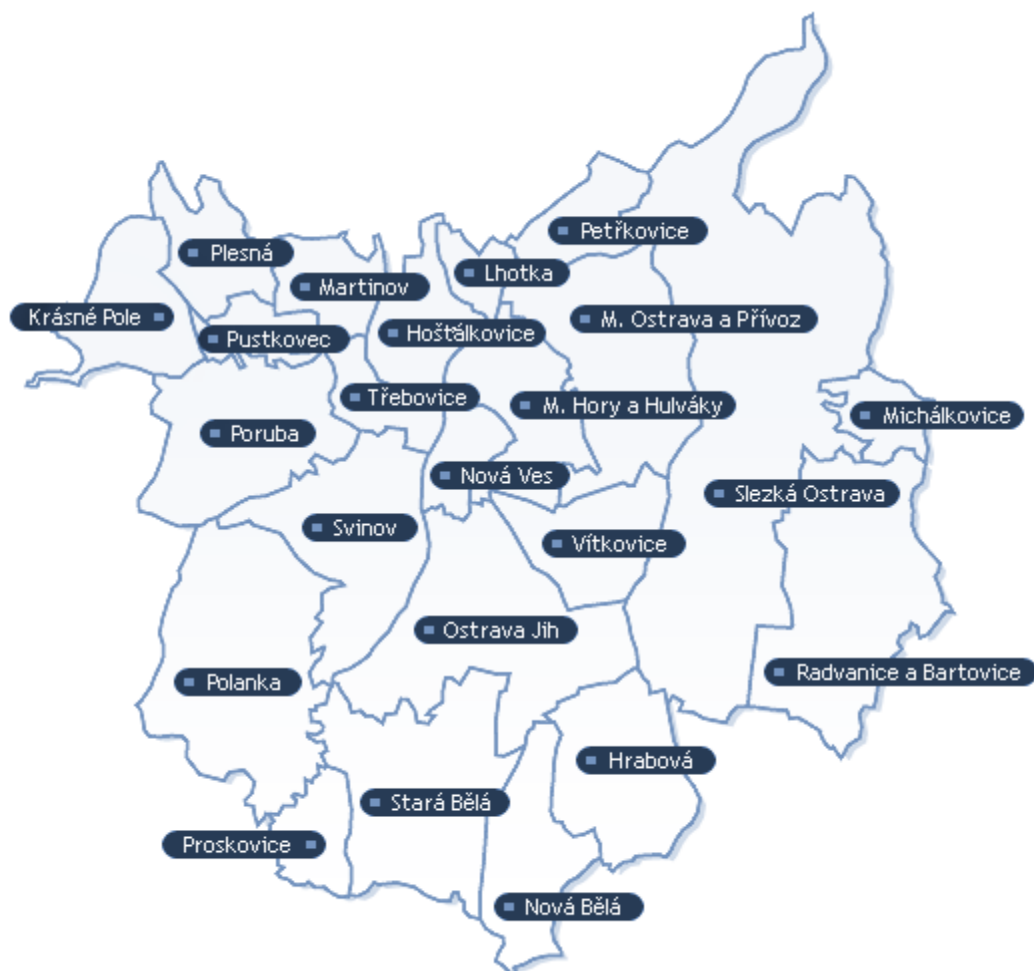 Petřkovice
Plesná
Lhotka
Martinov
Krásné Pole
M. Ostrava a Přívoz
Hošťálkovice
Pustkovec
Třebovice
M. Hory a Hulváky
Michálkovice
Poruba
Nová Ves
Slezká Ostrava
Svinov
Vítkovice
Ostrava Jih
Radvanice a Bartovice
Polanka
Hrabová
Stará Bělá
Proskovice
Nová Bělá